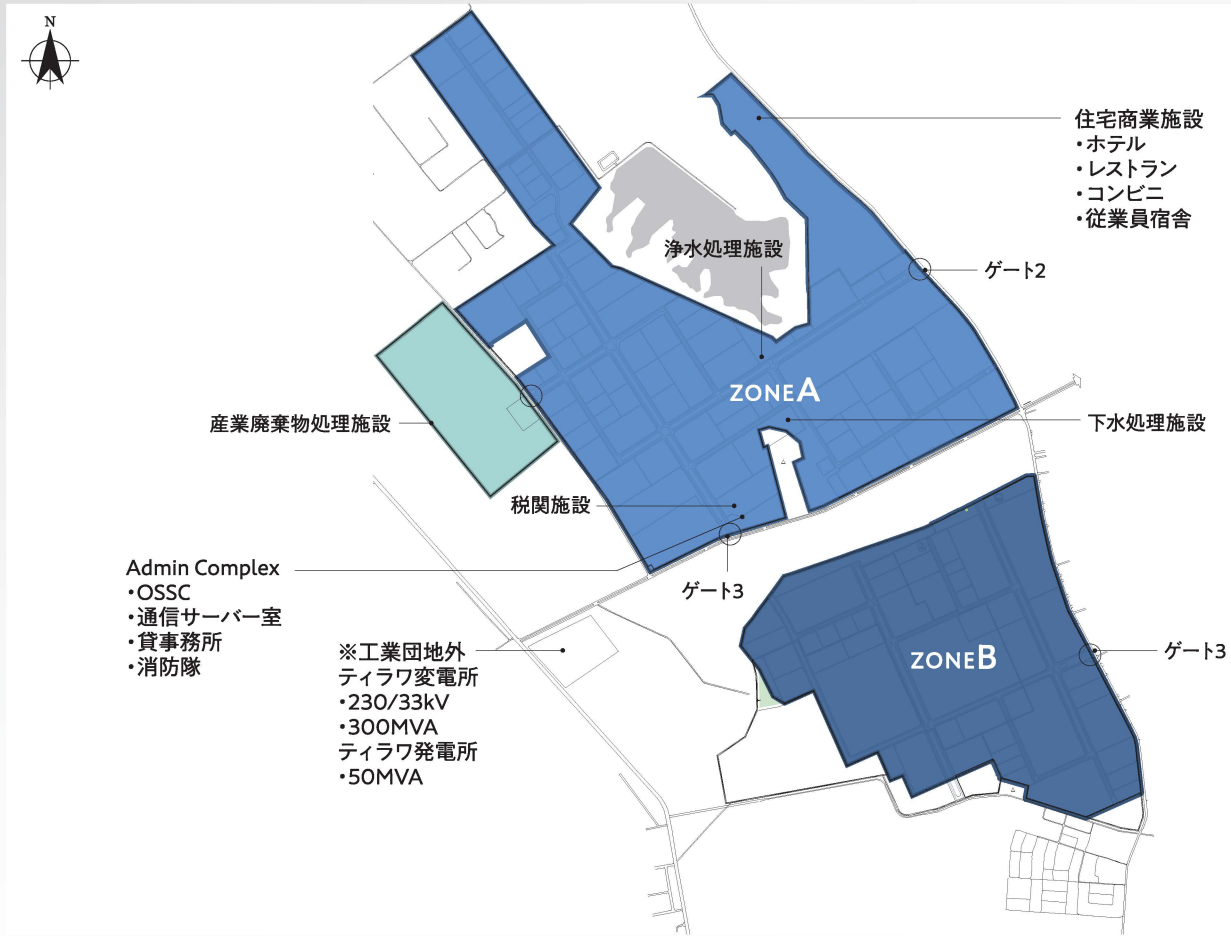 N
住宅商業施設
・ホテル
・レストラン
・コンビニ
・従業員宿舎
浄水処理施設
ゲート2
ZONE A
産業廃棄物処理施設
下水処理施設
税関施設
Admin Complex
・OSSC
・通信サーバー室
・貸事務所
・消防隊
ゲート3
※工業団地外
ティラワ変電所
・230/33kV
・300MVA
ティラワ発電所
・50MVA
ZONE B
ゲート3